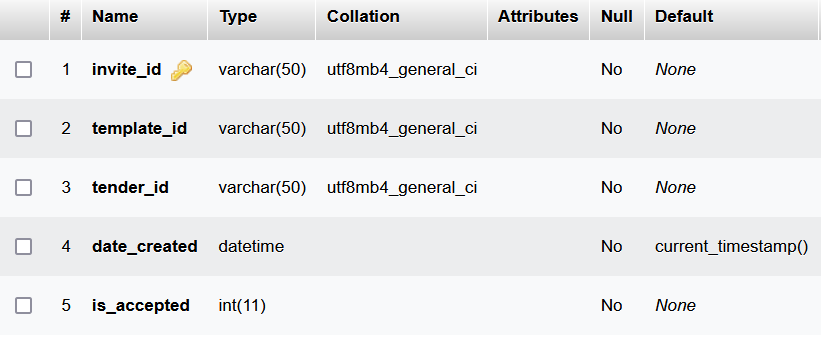 # Name Type Collation Attributes Null Default
1 invite_id varchar(50) utf8mb4_general_ci No None
2 template_id varchar(50) utf8mb4_general_ci No None
3 tender_id varchar(50) utf8mb4_general_ci No None
4 date_created datetime No current_timestamp()
5 is_accepted int(11) No None